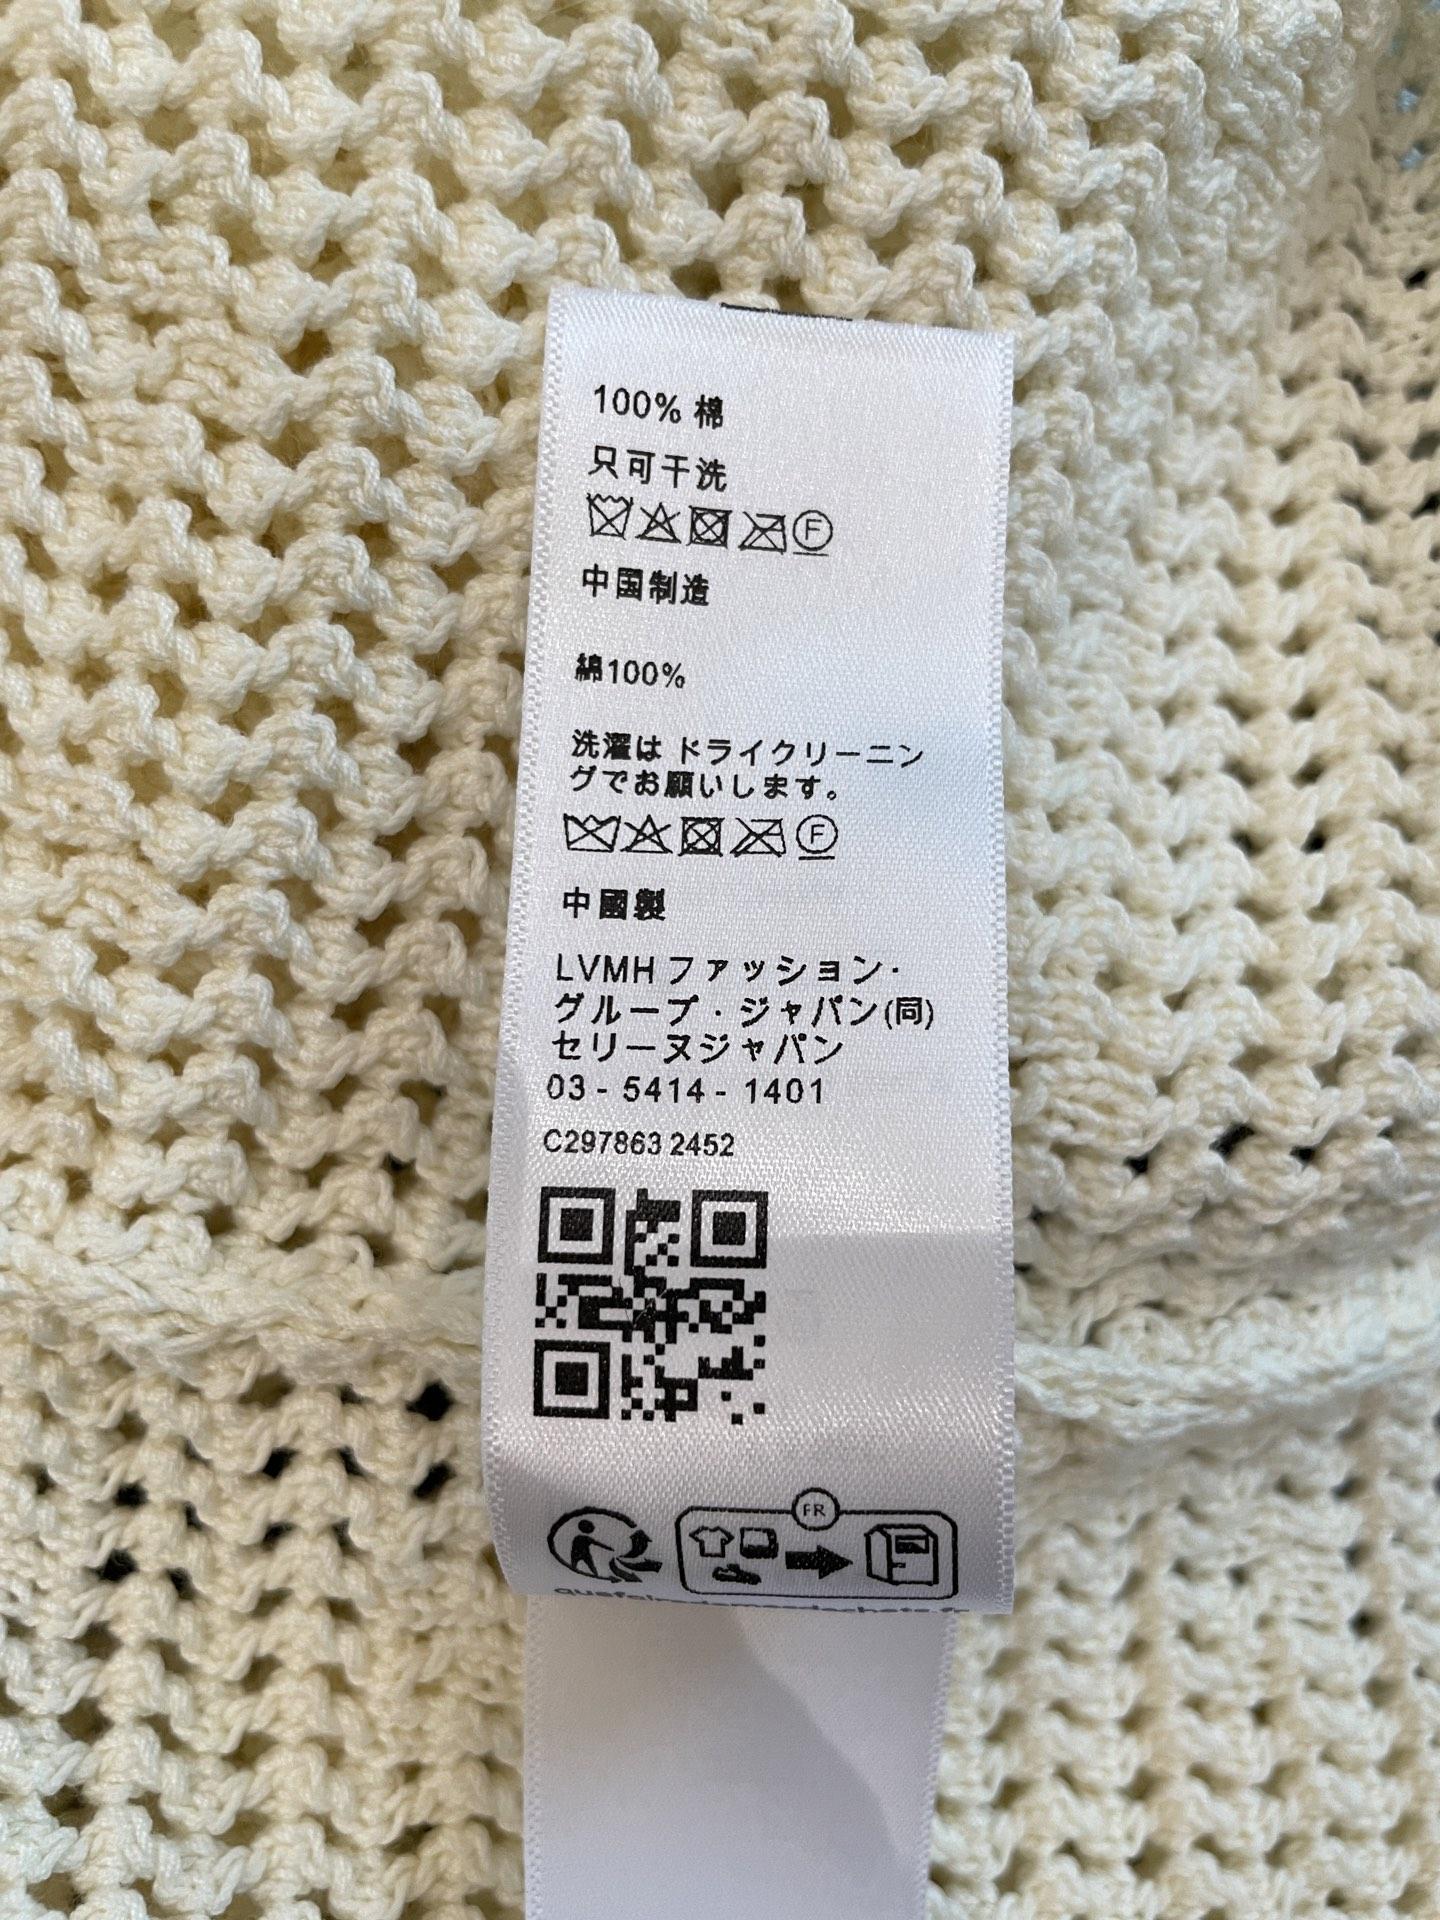 100% 棉
只可干洗
F
中国制造
綿100%
洗濯は ドライクリーニン
グでお願いします。
F
中國製
LVMH ファッション・
グループ・ジャパン(同)
セリーヌジャパン
03 - 5414 - 1401
C297863 2452
FR